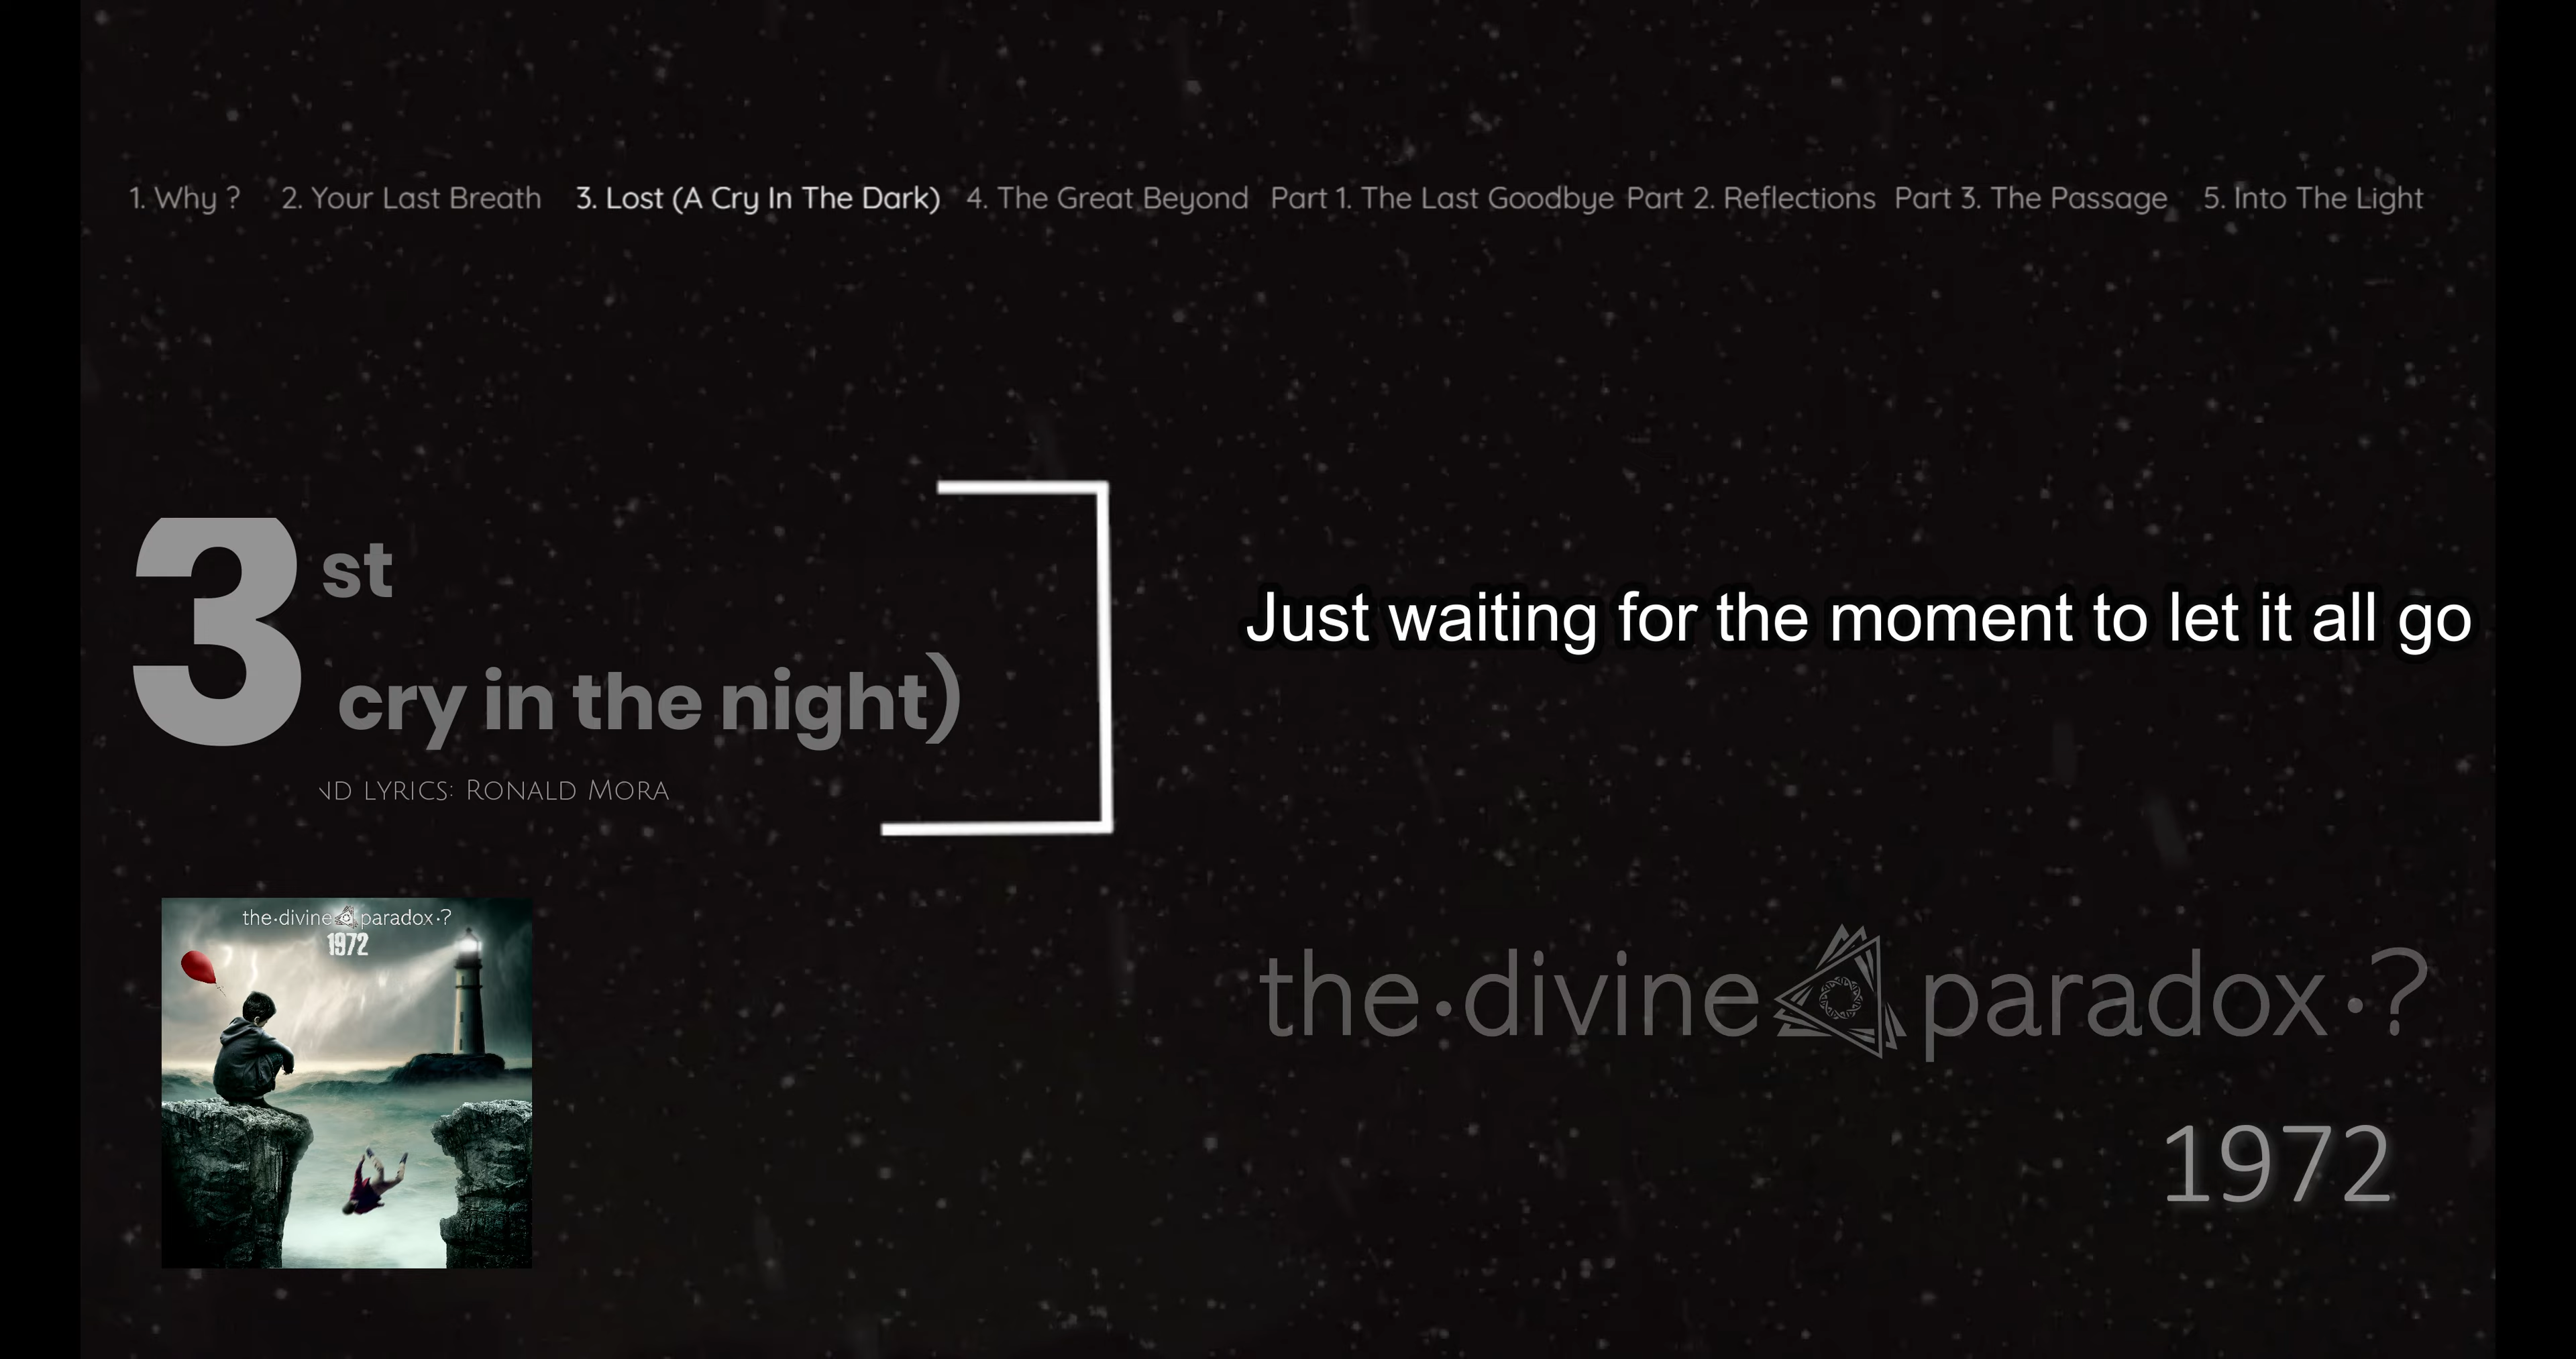 1. Why ? 2. Your Last Breath 3. Lost (A Cry In The Dark) 4. The Great Beyond Part 1. The Last Goodbye Part 2. Reflections Part 3. The Passage 5. Into The Light
3
st
cry in the night)
ND LYRICS: RONALD MORA
Just waiting for the moment to let it all go
the·divine paradox·?
1972
the·divine paradox·?
1972